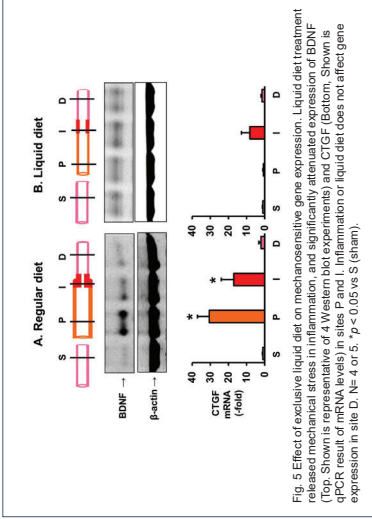 A. Regular diet
B. Liquid diet
S P I D S P I D
BDNF →
β-actin →
CTGF
mRNA
(-fold)
40
30
20
10
0
*
*
S P I D
40
30
20
10
0
S P I D
Fig. 5 Effect of exclusive liquid diet on mechanosensitive gene expression. Liquid diet treatment
released mechanical stress in inflammation, and significantly attenuated expression of BDNF
(Top. Shown is representative of 4 Western blot experiments) and CTGF (Bottom, Shown is
qPCR result of mRNA levels) in sites P and I. Inflammation or liquid diet does not affect gene
expression in site D. N= 4 or 5. *p < 0.05 vs S (sham).